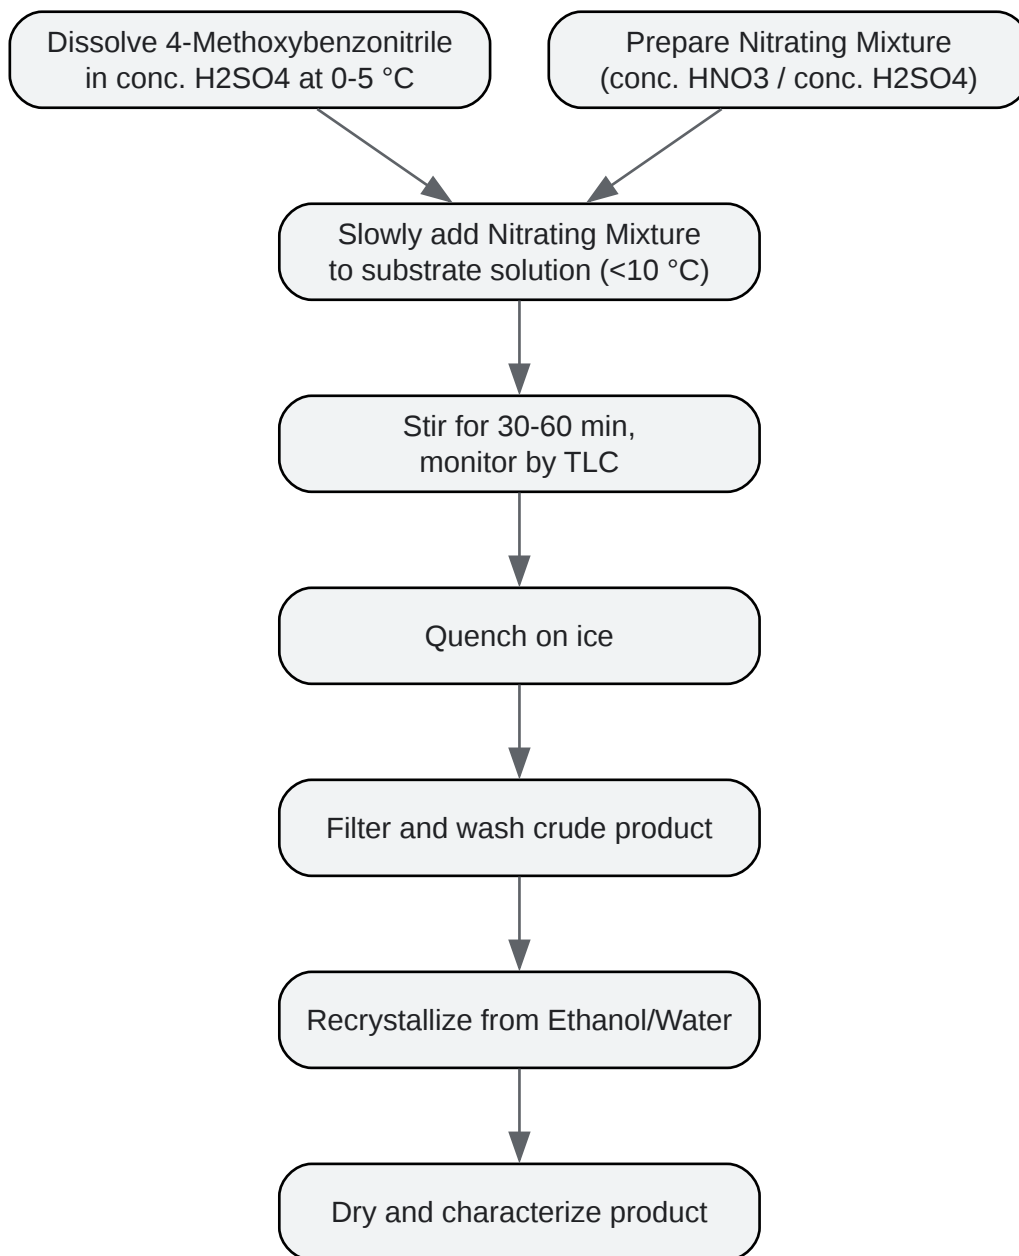 Dissolve 4-Methoxybenzonitrile
in conc. H2SO4 at 0-5 °C
Prepare Nitrating Mixture
(conc. HNO3 / conc. H2SO4)
Slowly add Nitrating Mixture
to substrate solution (<10 °C)
Stir for 30-60 min,
monitor by TLC
Quench on ice
Filter and wash crude product
Recrystallize from Ethanol/Water
Dry and characterize product